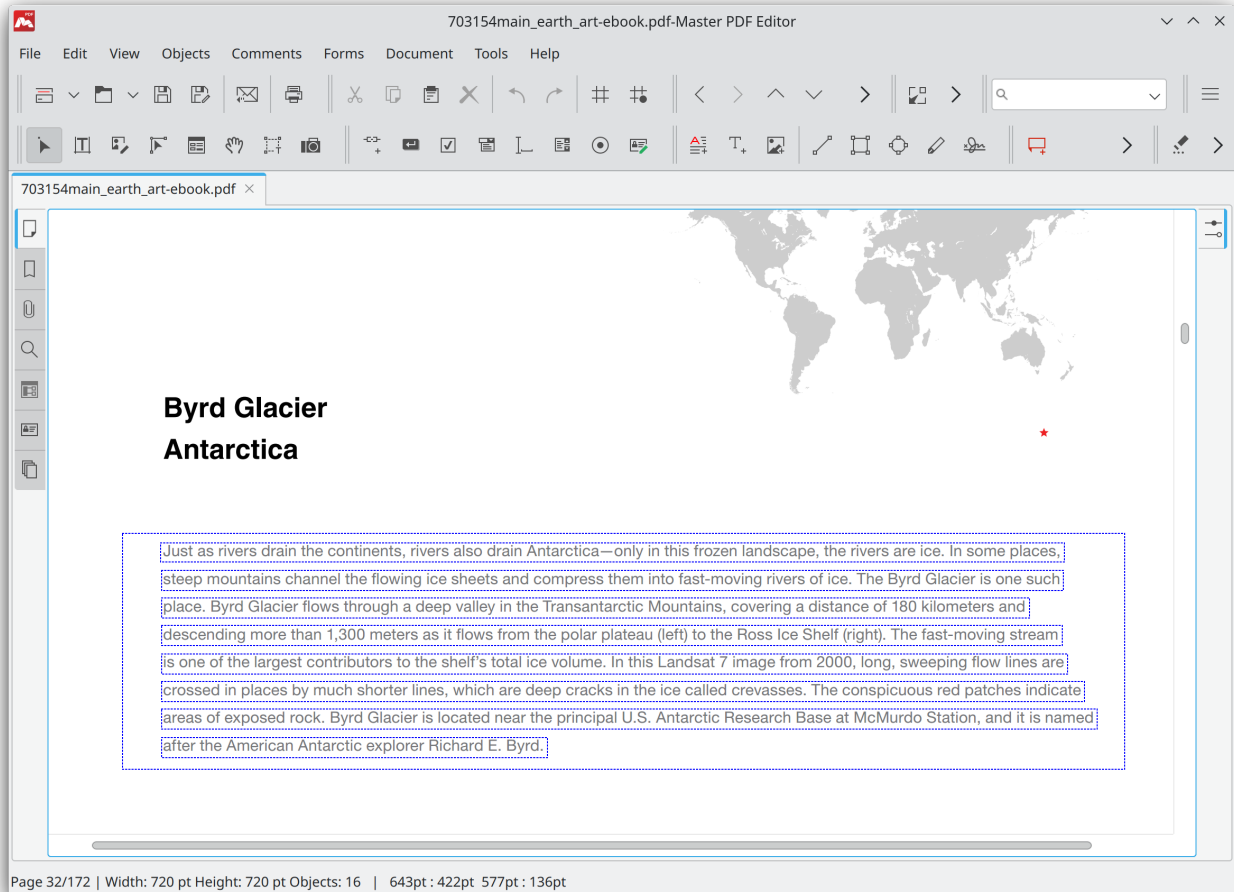 703154main_earth_art-ebook.pdf-Master PDF Editor
File Edit View Objects Comments Forms Document Tools Help
703154main_earth_art-ebook.pdf
Byrd Glacier
Antarctica
Just as rivers drain the continents, rivers also drain Antarctica—only in this frozen landscape, the rivers are ice. In some places,
steep mountains channel the flowing ice sheets and compress them into fast-moving rivers of ice. The Byrd Glacier is one such
place. Byrd Glacier flows through a deep valley in the Transantarctic Mountains, covering a distance of 180 kilometers and
descending more than 1,300 meters as it flows from the polar plateau (left) to the Ross Ice Shelf (right). The fast-moving stream
is one of the largest contributors to the shelf’s total ice volume. In this Landsat 7 image from 2000, long, sweeping flow lines are
crossed in places by much shorter lines, which are deep cracks in the ice called crevasses. The conspicuous red patches indicate
areas of exposed rock. Byrd Glacier is located near the principal U.S. Antarctic Research Base at McMurdo Station, and it is named
after the American Antarctic explorer Richard E. Byrd.
Page 32/172 | Width: 720 pt Height: 720 pt Objects: 16 | 643pt : 422pt 577pt : 136pt